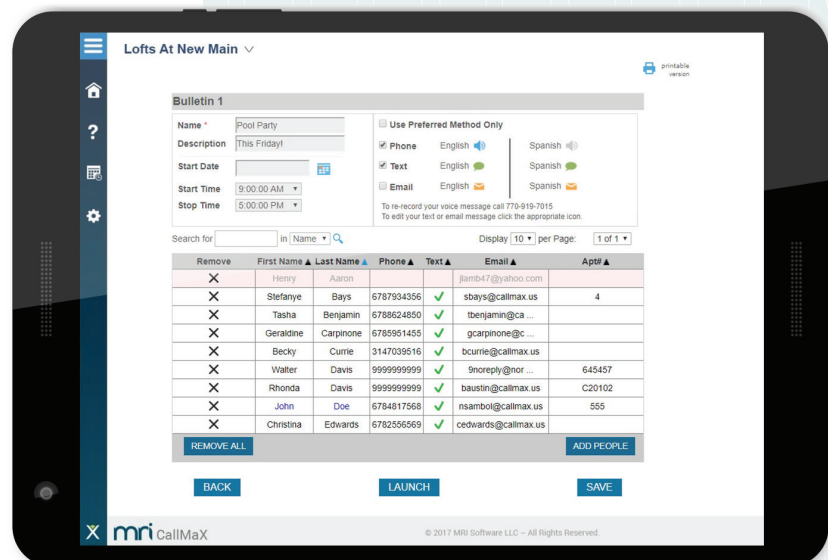 Lofts At New Main
printable version
Bulletin 1
Name * Pool Party
Description This Friday!
Start Date
Start Time 9:00:00 AM
Stop Time 5:00:00 PM
Use Preferred Method Only
Phone English Spanish
Text English Spanish
Email English Spanish
To re-record your voice message call 770-919-7015
To edit your text or email message click the appropriate icon.
Search for in Name Display 10 per Page: 1 of 1
Remove First Name Last Name Phone Text Email Apt#
Henry Aaron jlamb47@yahoo.com
Stefanye Bays 6787934356 sbays@callmax.us 4
Tasha Benjamin 6788624850 tbenjamin@ca ...
Geraldine Carpinone 6785951455 gcarpinone@c ...
Becky Currie 3147039516 bcurrie@callmax.us
Walter Davis 9999999999 9noreply@nor ... 645457
Rhonda Davis 9999999999 baustin@callmax.us C20102
John Doe 6784817568 nsambol@callmax.us 555
Christina Edwards 6782556569 cedwards@callmax.us
REMOVE ALL ADD PEOPLE
BACK LAUNCH SAVE
mri CallMaX © 2017 MRI Software LLC – All Rights Reserved.